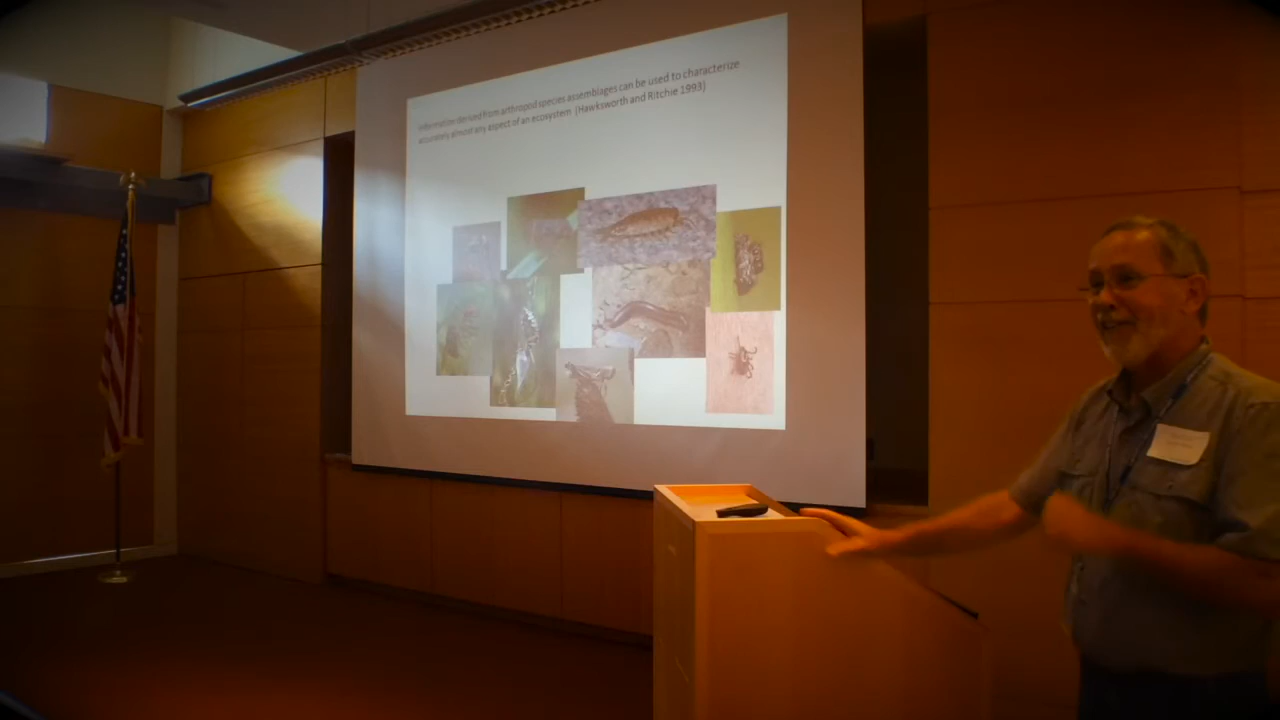 Information derived from arthropod species assemblages can be used to characterize
accurately almost any aspect of an ecosystem (Hawksworth and Ritchie 1993)